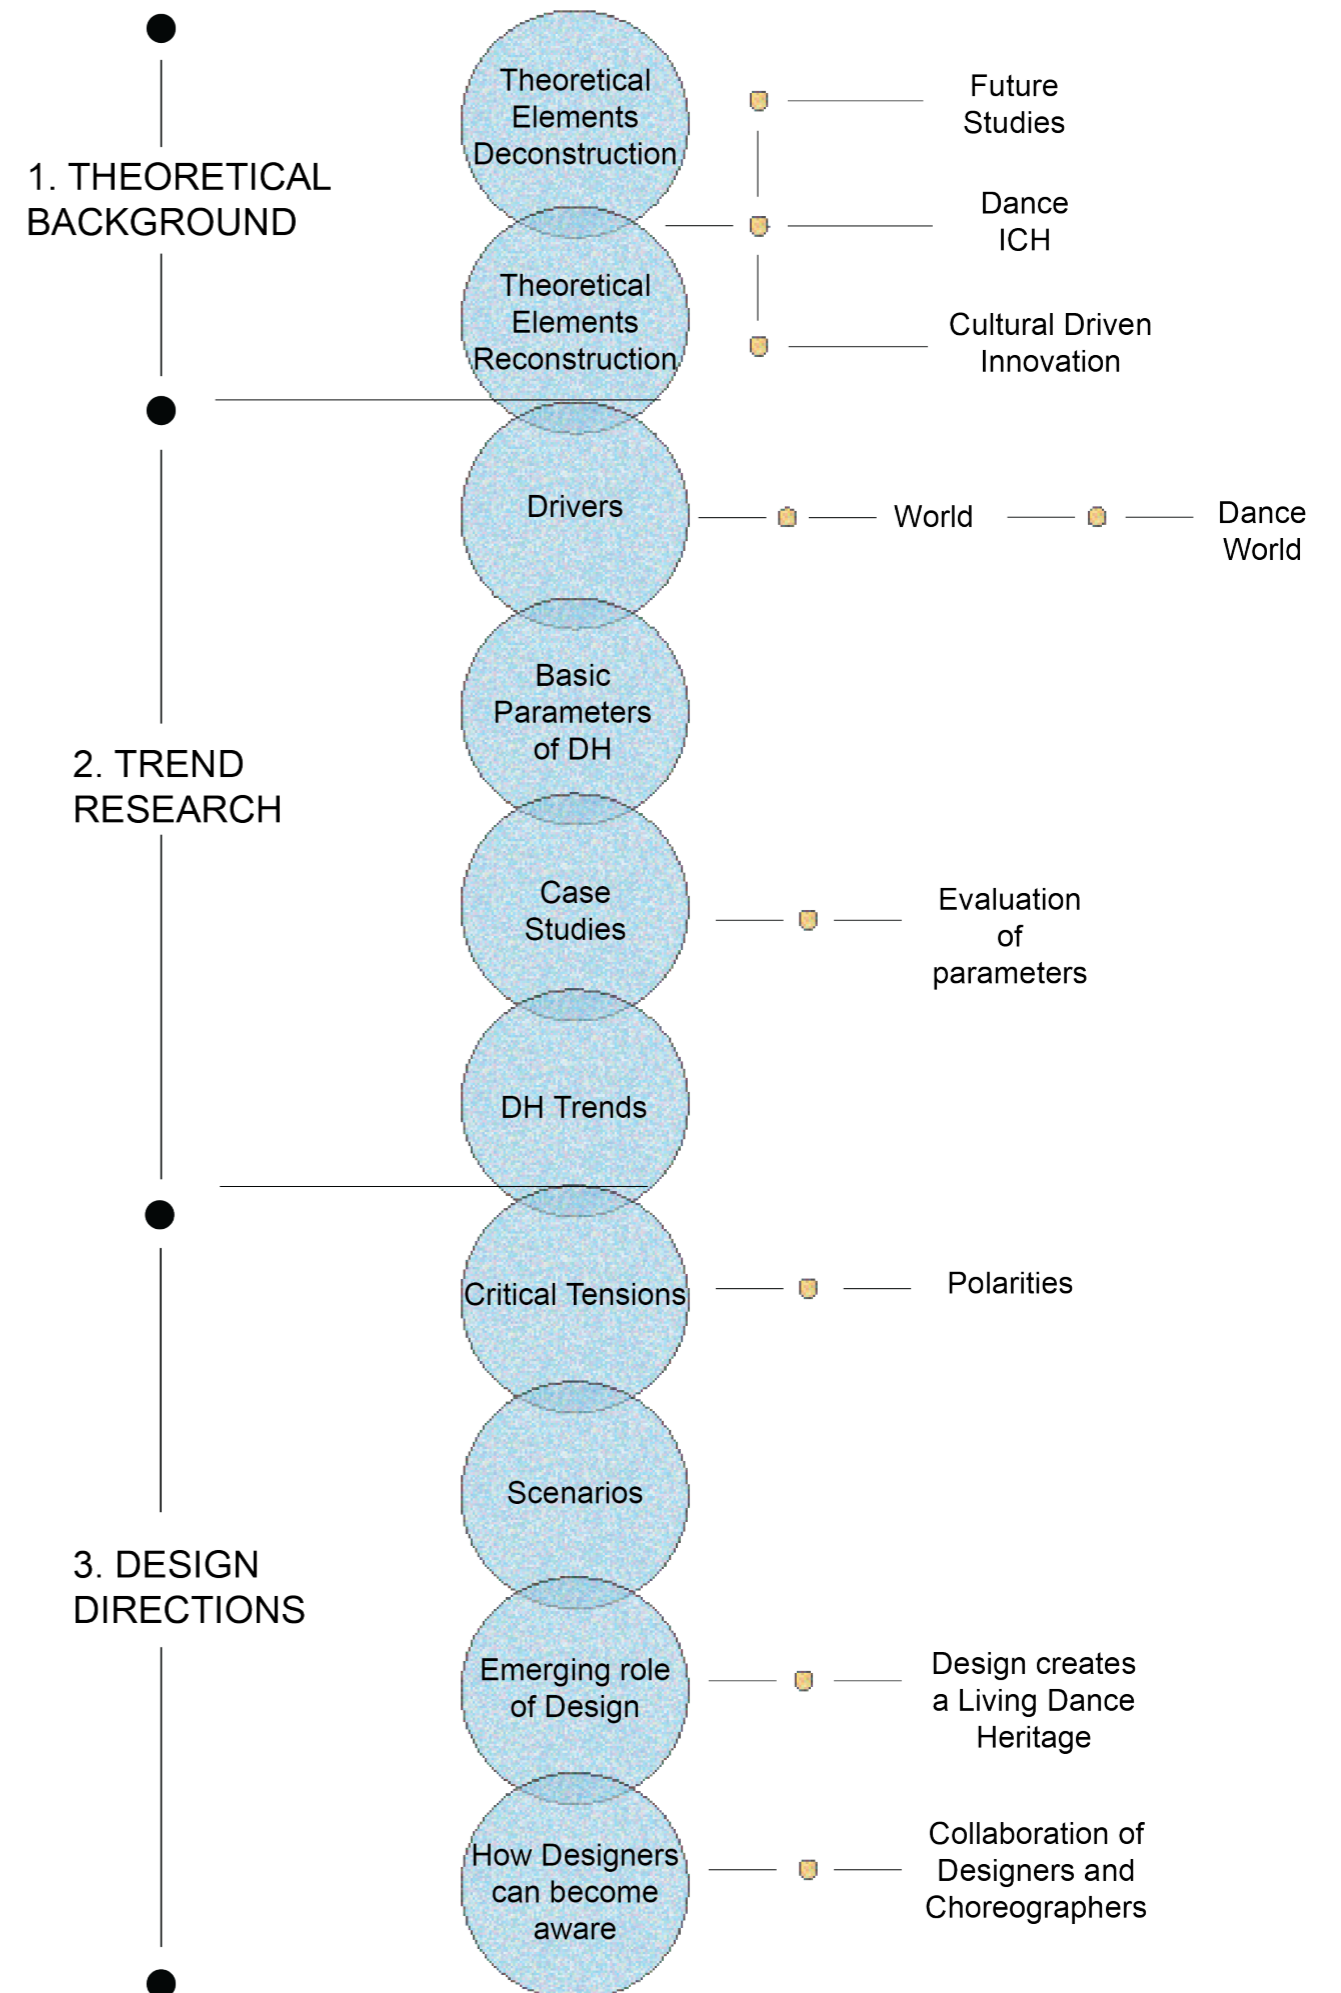 1. THEORETICAL
BACKGROUND
Theoretical
Elements
Deconstruction
Theoretical
Elements
Reconstruction
Future
Studies
Dance
ICH
Cultural Driven
Innovation
2. TREND
RESEARCH
Drivers
World
Dance
World
Basic
Parameters
of DH
Case
Studies
Evaluation
of
parameters
DH Trends
3. DESIGN
DIRECTIONS
Critical Tensions
Polarities
Scenarios
Emerging role
of Design
Design creates
a Living Dance
Heritage
How Designers
can become
aware
Collaboration of
Designers and
Choreographers